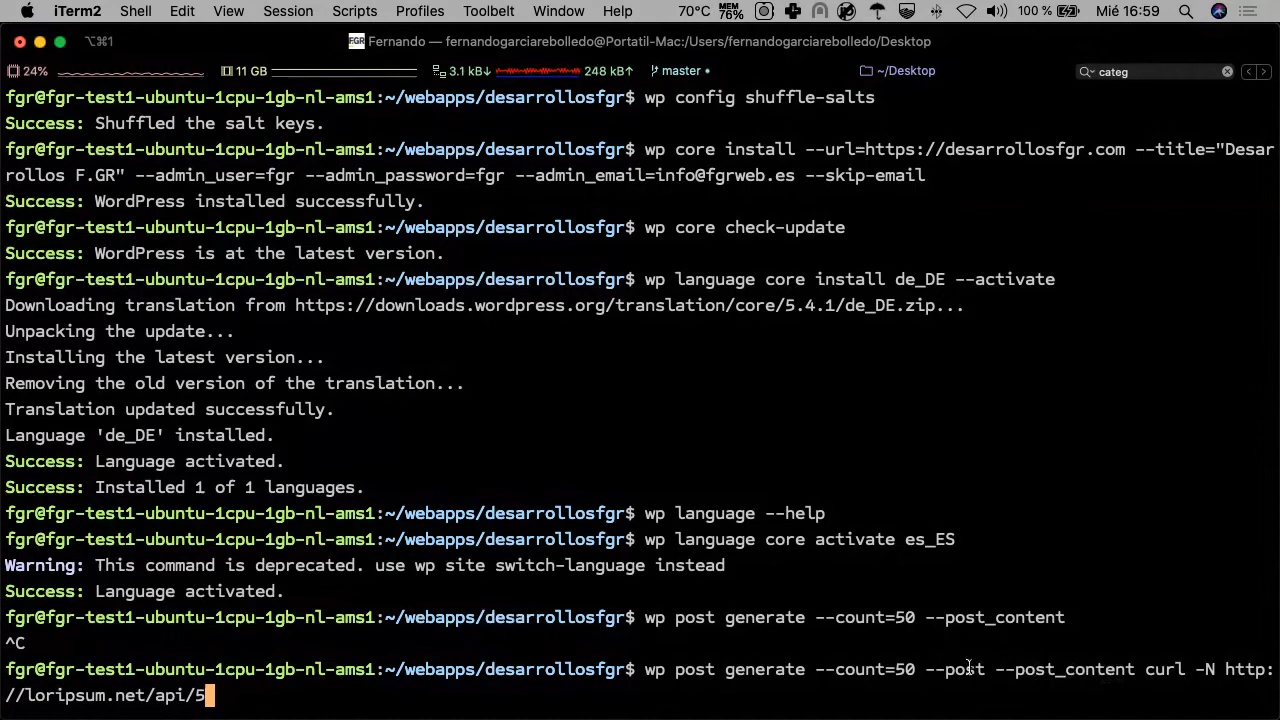 iTerm2 Shell Edit View Session Scripts Profiles Toolbelt Window Help 70°C MEM 76% 100 % Mié 16:59
⌥⌘1 FGR Fernando — fernandogarciarebolledo@Portatil-Mac:/Users/fernandogarciarebolledo/Desktop
24% 11 GB 3.1 kB↓ 248 kB↑ master • ~/Desktop categ
fgr@fgr-test1-ubuntu-1cpu-1gb-nl-ams1:~/webapps/desarrollosfgr$ wp config shuffle-salts
Success: Shuffled the salt keys.
fgr@fgr-test1-ubuntu-1cpu-1gb-nl-ams1:~/webapps/desarrollosfgr$ wp core install --url=https://desarrollosfgr.com --title="Desar
rollos F.GR" --admin_user=fgr --admin_password=fgr --admin_email=info@fgrweb.es --skip-email
Success: WordPress installed successfully.
fgr@fgr-test1-ubuntu-1cpu-1gb-nl-ams1:~/webapps/desarrollosfgr$ wp core check-update
Success: WordPress is at the latest version.
fgr@fgr-test1-ubuntu-1cpu-1gb-nl-ams1:~/webapps/desarrollosfgr$ wp language core install de_DE --activate
Downloading translation from https://downloads.wordpress.org/translation/core/5.4.1/de_DE.zip...
Unpacking the update...
Installing the latest version...
Removing the old version of the translation...
Translation updated successfully.
Language 'de_DE' installed.
Success: Language activated.
Success: Installed 1 of 1 languages.
fgr@fgr-test1-ubuntu-1cpu-1gb-nl-ams1:~/webapps/desarrollosfgr$ wp language --help
fgr@fgr-test1-ubuntu-1cpu-1gb-nl-ams1:~/webapps/desarrollosfgr$ wp language core activate es_ES
Warning: This command is deprecated. use wp site switch-language instead
Success: Language activated.
fgr@fgr-test1-ubuntu-1cpu-1gb-nl-ams1:~/webapps/desarrollosfgr$ wp post generate --count=50 --post_content
^C
fgr@fgr-test1-ubuntu-1cpu-1gb-nl-ams1:~/webapps/desarrollosfgr$ wp post generate --count=50 --post --post_content curl -N http:
//loripsum.net/api/5